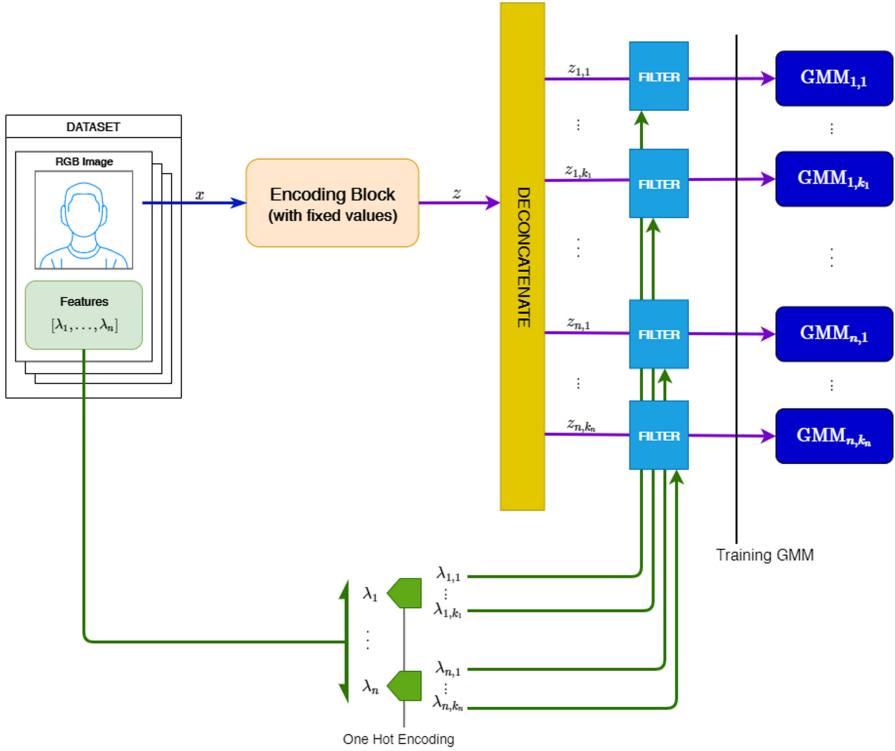 DATASET
RGB Image
Features
[λ₁, …, λₙ]
x
Encoding Block
(with fixed values)
z
DECONCATENATE
z₁,₁
FILTER
GMM₁,₁
⋮
⋮
z₁,ₖ₁
FILTER
GMM₁,ₖ₁
⋮
⋮
zₙ,₁
FILTER
GMMₙ,₁
⋮
⋮
zₙ,ₖₙ
FILTER
GMMₙ,ₖₙ
Training GMM
λ₁
⋮
λₙ
λ₁,₁
⋮
λ₁,ₖ₁
λₙ,₁
⋮
λₙ,ₖₙ
One Hot Encoding